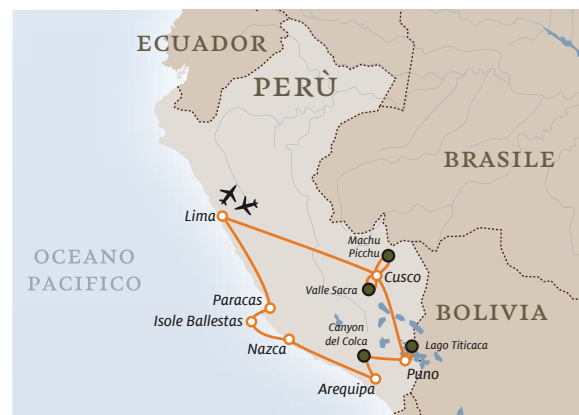 ECUADOR
PERÙ
BRASILE
Lima
Machu
Picchu
OCEANO
PACIFICO
Cusco
Valle Sacra
Paracas
BOLIVIA
Isole Ballestas
Canyon
del Colca
Nazca
Lago Titicaca
Puno
Arequipa